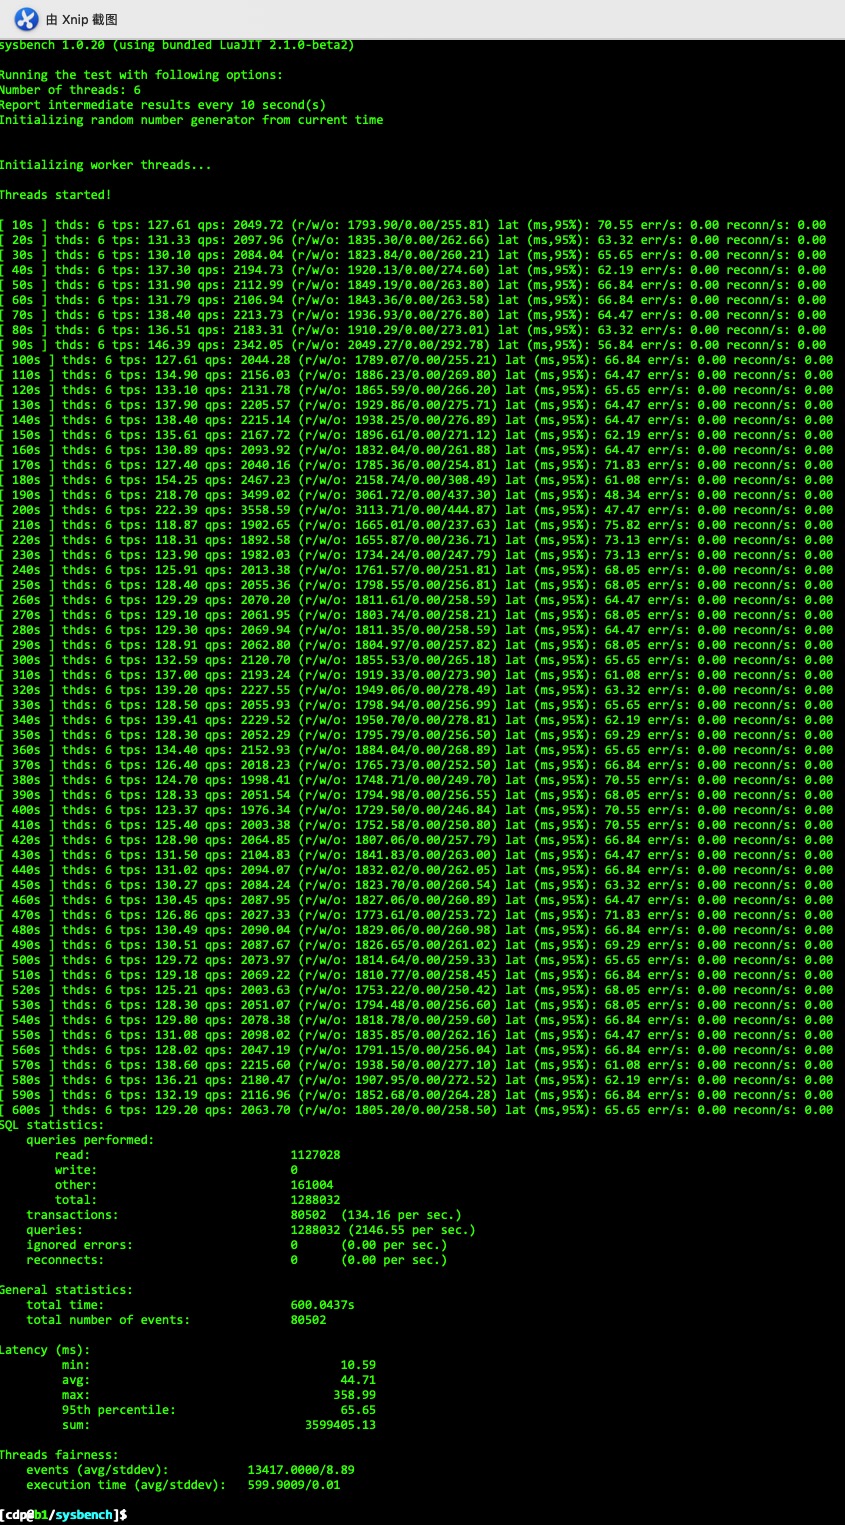 由 Xnip 截图
sysbench 1.0.20 (using bundled LuaJIT 2.1.0-beta2)
Running the test with following options:
Number of threads: 6
Report intermediate results every 10 second(s)
Initializing random number generator from current time
Initializing worker threads...
Threads started!
[ 10s ] thds: 6 tps: 127.61 qps: 2049.72 (r/w/o: 1793.90/0.00/255.81) lat (ms,95%): 70.55 err/s: 0.00 reconn/s: 0.00
[ 20s ] thds: 6 tps: 131.33 qps: 2097.96 (r/w/o: 1835.30/0.00/262.66) lat (ms,95%): 63.32 err/s: 0.00 reconn/s: 0.00
[ 30s ] thds: 6 tps: 130.10 qps: 2084.04 (r/w/o: 1823.84/0.00/260.21) lat (ms,95%): 65.65 err/s: 0.00 reconn/s: 0.00
[ 40s ] thds: 6 tps: 137.30 qps: 2194.73 (r/w/o: 1920.13/0.00/274.60) lat (ms,95%): 62.19 err/s: 0.00 reconn/s: 0.00
[ 50s ] thds: 6 tps: 131.90 qps: 2112.99 (r/w/o: 1849.19/0.00/263.80) lat (ms,95%): 66.84 err/s: 0.00 reconn/s: 0.00
[ 60s ] thds: 6 tps: 131.79 qps: 2106.94 (r/w/o: 1843.36/0.00/263.58) lat (ms,95%): 66.84 err/s: 0.00 reconn/s: 0.00
[ 70s ] thds: 6 tps: 138.40 qps: 2213.73 (r/w/o: 1936.93/0.00/276.80) lat (ms,95%): 64.47 err/s: 0.00 reconn/s: 0.00
[ 80s ] thds: 6 tps: 136.51 qps: 2183.31 (r/w/o: 1910.29/0.00/273.01) lat (ms,95%): 63.32 err/s: 0.00 reconn/s: 0.00
[ 90s ] thds: 6 tps: 146.39 qps: 2342.05 (r/w/o: 2049.27/0.00/292.78) lat (ms,95%): 56.84 err/s: 0.00 reconn/s: 0.00
[ 100s ] thds: 6 tps: 127.61 qps: 2044.28 (r/w/o: 1789.07/0.00/255.21) lat (ms,95%): 66.84 err/s: 0.00 reconn/s: 0.00
[ 110s ] thds: 6 tps: 134.90 qps: 2156.03 (r/w/o: 1886.23/0.00/269.80) lat (ms,95%): 64.47 err/s: 0.00 reconn/s: 0.00
[ 120s ] thds: 6 tps: 133.10 qps: 2131.78 (r/w/o: 1865.59/0.00/266.20) lat (ms,95%): 65.65 err/s: 0.00 reconn/s: 0.00
[ 130s ] thds: 6 tps: 137.90 qps: 2205.57 (r/w/o: 1929.86/0.00/275.71) lat (ms,95%): 64.47 err/s: 0.00 reconn/s: 0.00
[ 140s ] thds: 6 tps: 138.40 qps: 2215.14 (r/w/o: 1938.25/0.00/276.89) lat (ms,95%): 64.47 err/s: 0.00 reconn/s: 0.00
[ 150s ] thds: 6 tps: 135.61 qps: 2167.72 (r/w/o: 1896.61/0.00/271.12) lat (ms,95%): 62.19 err/s: 0.00 reconn/s: 0.00
[ 160s ] thds: 6 tps: 130.89 qps: 2093.92 (r/w/o: 1832.04/0.00/261.88) lat (ms,95%): 64.47 err/s: 0.00 reconn/s: 0.00
[ 170s ] thds: 6 tps: 127.40 qps: 2040.16 (r/w/o: 1785.36/0.00/254.81) lat (ms,95%): 71.83 err/s: 0.00 reconn/s: 0.00
[ 180s ] thds: 6 tps: 154.25 qps: 2467.23 (r/w/o: 2158.74/0.00/308.49) lat (ms,95%): 61.08 err/s: 0.00 reconn/s: 0.00
[ 190s ] thds: 6 tps: 218.70 qps: 3499.02 (r/w/o: 3061.72/0.00/437.30) lat (ms,95%): 48.34 err/s: 0.00 reconn/s: 0.00
[ 200s ] thds: 6 tps: 222.39 qps: 3558.59 (r/w/o: 3113.71/0.00/444.87) lat (ms,95%): 47.47 err/s: 0.00 reconn/s: 0.00
[ 210s ] thds: 6 tps: 118.87 qps: 1902.65 (r/w/o: 1665.01/0.00/237.63) lat (ms,95%): 75.82 err/s: 0.00 reconn/s: 0.00
[ 220s ] thds: 6 tps: 118.31 qps: 1892.58 (r/w/o: 1655.87/0.00/236.71) lat (ms,95%): 73.13 err/s: 0.00 reconn/s: 0.00
[ 230s ] thds: 6 tps: 123.90 qps: 1982.03 (r/w/o: 1734.24/0.00/247.79) lat (ms,95%): 73.13 err/s: 0.00 reconn/s: 0.00
[ 240s ] thds: 6 tps: 125.91 qps: 2013.38 (r/w/o: 1761.57/0.00/251.81) lat (ms,95%): 68.05 err/s: 0.00 reconn/s: 0.00
[ 250s ] thds: 6 tps: 128.40 qps: 2055.36 (r/w/o: 1798.55/0.00/256.81) lat (ms,95%): 68.05 err/s: 0.00 reconn/s: 0.00
[ 260s ] thds: 6 tps: 129.29 qps: 2070.20 (r/w/o: 1811.61/0.00/258.59) lat (ms,95%): 64.47 err/s: 0.00 reconn/s: 0.00
[ 270s ] thds: 6 tps: 129.10 qps: 2061.95 (r/w/o: 1803.74/0.00/258.21) lat (ms,95%): 68.05 err/s: 0.00 reconn/s: 0.00
[ 280s ] thds: 6 tps: 129.30 qps: 2069.94 (r/w/o: 1811.35/0.00/258.59) lat (ms,95%): 64.47 err/s: 0.00 reconn/s: 0.00
[ 290s ] thds: 6 tps: 128.91 qps: 2062.80 (r/w/o: 1804.97/0.00/257.82) lat (ms,95%): 68.05 err/s: 0.00 reconn/s: 0.00
[ 300s ] thds: 6 tps: 132.59 qps: 2120.70 (r/w/o: 1855.53/0.00/265.18) lat (ms,95%): 65.65 err/s: 0.00 reconn/s: 0.00
[ 310s ] thds: 6 tps: 137.00 qps: 2193.24 (r/w/o: 1919.33/0.00/273.90) lat (ms,95%): 61.08 err/s: 0.00 reconn/s: 0.00
[ 320s ] thds: 6 tps: 139.20 qps: 2227.55 (r/w/o: 1949.06/0.00/278.49) lat (ms,95%): 63.32 err/s: 0.00 reconn/s: 0.00
[ 330s ] thds: 6 tps: 128.50 qps: 2055.93 (r/w/o: 1798.94/0.00/256.99) lat (ms,95%): 65.65 err/s: 0.00 reconn/s: 0.00
[ 340s ] thds: 6 tps: 139.41 qps: 2229.52 (r/w/o: 1950.70/0.00/278.81) lat (ms,95%): 62.19 err/s: 0.00 reconn/s: 0.00
[ 350s ] thds: 6 tps: 128.30 qps: 2052.29 (r/w/o: 1795.79/0.00/256.50) lat (ms,95%): 69.29 err/s: 0.00 reconn/s: 0.00
[ 360s ] thds: 6 tps: 134.40 qps: 2152.93 (r/w/o: 1884.04/0.00/268.89) lat (ms,95%): 65.65 err/s: 0.00 reconn/s: 0.00
[ 370s ] thds: 6 tps: 126.40 qps: 2018.23 (r/w/o: 1765.73/0.00/252.50) lat (ms,95%): 66.84 err/s: 0.00 reconn/s: 0.00
[ 380s ] thds: 6 tps: 124.70 qps: 1998.41 (r/w/o: 1748.71/0.00/249.70) lat (ms,95%): 70.55 err/s: 0.00 reconn/s: 0.00
[ 390s ] thds: 6 tps: 128.33 qps: 2051.54 (r/w/o: 1794.98/0.00/256.55) lat (ms,95%): 68.05 err/s: 0.00 reconn/s: 0.00
[ 400s ] thds: 6 tps: 123.37 qps: 1976.34 (r/w/o: 1729.50/0.00/246.84) lat (ms,95%): 70.55 err/s: 0.00 reconn/s: 0.00
[ 410s ] thds: 6 tps: 125.40 qps: 2003.38 (r/w/o: 1752.58/0.00/250.80) lat (ms,95%): 70.55 err/s: 0.00 reconn/s: 0.00
[ 420s ] thds: 6 tps: 128.90 qps: 2064.85 (r/w/o: 1807.06/0.00/257.79) lat (ms,95%): 66.84 err/s: 0.00 reconn/s: 0.00
[ 430s ] thds: 6 tps: 131.50 qps: 2104.83 (r/w/o: 1841.83/0.00/263.00) lat (ms,95%): 64.47 err/s: 0.00 reconn/s: 0.00
[ 440s ] thds: 6 tps: 131.02 qps: 2094.07 (r/w/o: 1832.02/0.00/262.05) lat (ms,95%): 66.84 err/s: 0.00 reconn/s: 0.00
[ 450s ] thds: 6 tps: 130.27 qps: 2084.24 (r/w/o: 1823.70/0.00/260.54) lat (ms,95%): 63.32 err/s: 0.00 reconn/s: 0.00
[ 460s ] thds: 6 tps: 130.45 qps: 2087.95 (r/w/o: 1827.06/0.00/260.89) lat (ms,95%): 64.47 err/s: 0.00 reconn/s: 0.00
[ 470s ] thds: 6 tps: 126.86 qps: 2027.33 (r/w/o: 1773.61/0.00/253.72) lat (ms,95%): 71.83 err/s: 0.00 reconn/s: 0.00
[ 480s ] thds: 6 tps: 130.49 qps: 2090.04 (r/w/o: 1829.06/0.00/260.98) lat (ms,95%): 66.84 err/s: 0.00 reconn/s: 0.00
[ 490s ] thds: 6 tps: 130.51 qps: 2087.67 (r/w/o: 1826.65/0.00/261.02) lat (ms,95%): 69.29 err/s: 0.00 reconn/s: 0.00
[ 500s ] thds: 6 tps: 129.72 qps: 2073.97 (r/w/o: 1814.64/0.00/259.33) lat (ms,95%): 65.65 err/s: 0.00 reconn/s: 0.00
[ 510s ] thds: 6 tps: 129.18 qps: 2069.22 (r/w/o: 1810.77/0.00/258.45) lat (ms,95%): 66.84 err/s: 0.00 reconn/s: 0.00
[ 520s ] thds: 6 tps: 125.21 qps: 2003.63 (r/w/o: 1753.22/0.00/250.42) lat (ms,95%): 68.05 err/s: 0.00 reconn/s: 0.00
[ 530s ] thds: 6 tps: 128.30 qps: 2051.07 (r/w/o: 1794.48/0.00/256.60) lat (ms,95%): 68.05 err/s: 0.00 reconn/s: 0.00
[ 540s ] thds: 6 tps: 129.80 qps: 2078.38 (r/w/o: 1818.78/0.00/259.60) lat (ms,95%): 66.84 err/s: 0.00 reconn/s: 0.00
[ 550s ] thds: 6 tps: 131.08 qps: 2098.02 (r/w/o: 1835.85/0.00/262.16) lat (ms,95%): 64.47 err/s: 0.00 reconn/s: 0.00
[ 560s ] thds: 6 tps: 128.02 qps: 2047.19 (r/w/o: 1791.15/0.00/256.04) lat (ms,95%): 66.84 err/s: 0.00 reconn/s: 0.00
[ 570s ] thds: 6 tps: 138.60 qps: 2215.60 (r/w/o: 1938.50/0.00/277.10) lat (ms,95%): 61.08 err/s: 0.00 reconn/s: 0.00
[ 580s ] thds: 6 tps: 136.21 qps: 2180.47 (r/w/o: 1907.95/0.00/272.52) lat (ms,95%): 62.19 err/s: 0.00 reconn/s: 0.00
[ 590s ] thds: 6 tps: 132.19 qps: 2116.96 (r/w/o: 1852.68/0.00/264.28) lat (ms,95%): 66.84 err/s: 0.00 reconn/s: 0.00
[ 600s ] thds: 6 tps: 129.20 qps: 2063.70 (r/w/o: 1805.20/0.00/258.50) lat (ms,95%): 65.65 err/s: 0.00 reconn/s: 0.00
SQL statistics:
queries performed:
read: 1127028
write: 0
other: 161004
total: 1288032
transactions: 80502 (134.16 per sec.)
queries: 1288032 (2146.55 per sec.)
ignored errors: 0 (0.00 per sec.)
reconnects: 0 (0.00 per sec.)
General statistics:
total time: 600.0437s
total number of events: 80502
Latency (ms):
min: 10.59
avg: 44.71
max: 358.99
95th percentile: 65.65
sum: 3599405.13
Threads fairness:
events (avg/stddev): 13417.0000/8.89
execution time (avg/stddev): 599.9009/0.01
[cdp@b1/sysbench]$